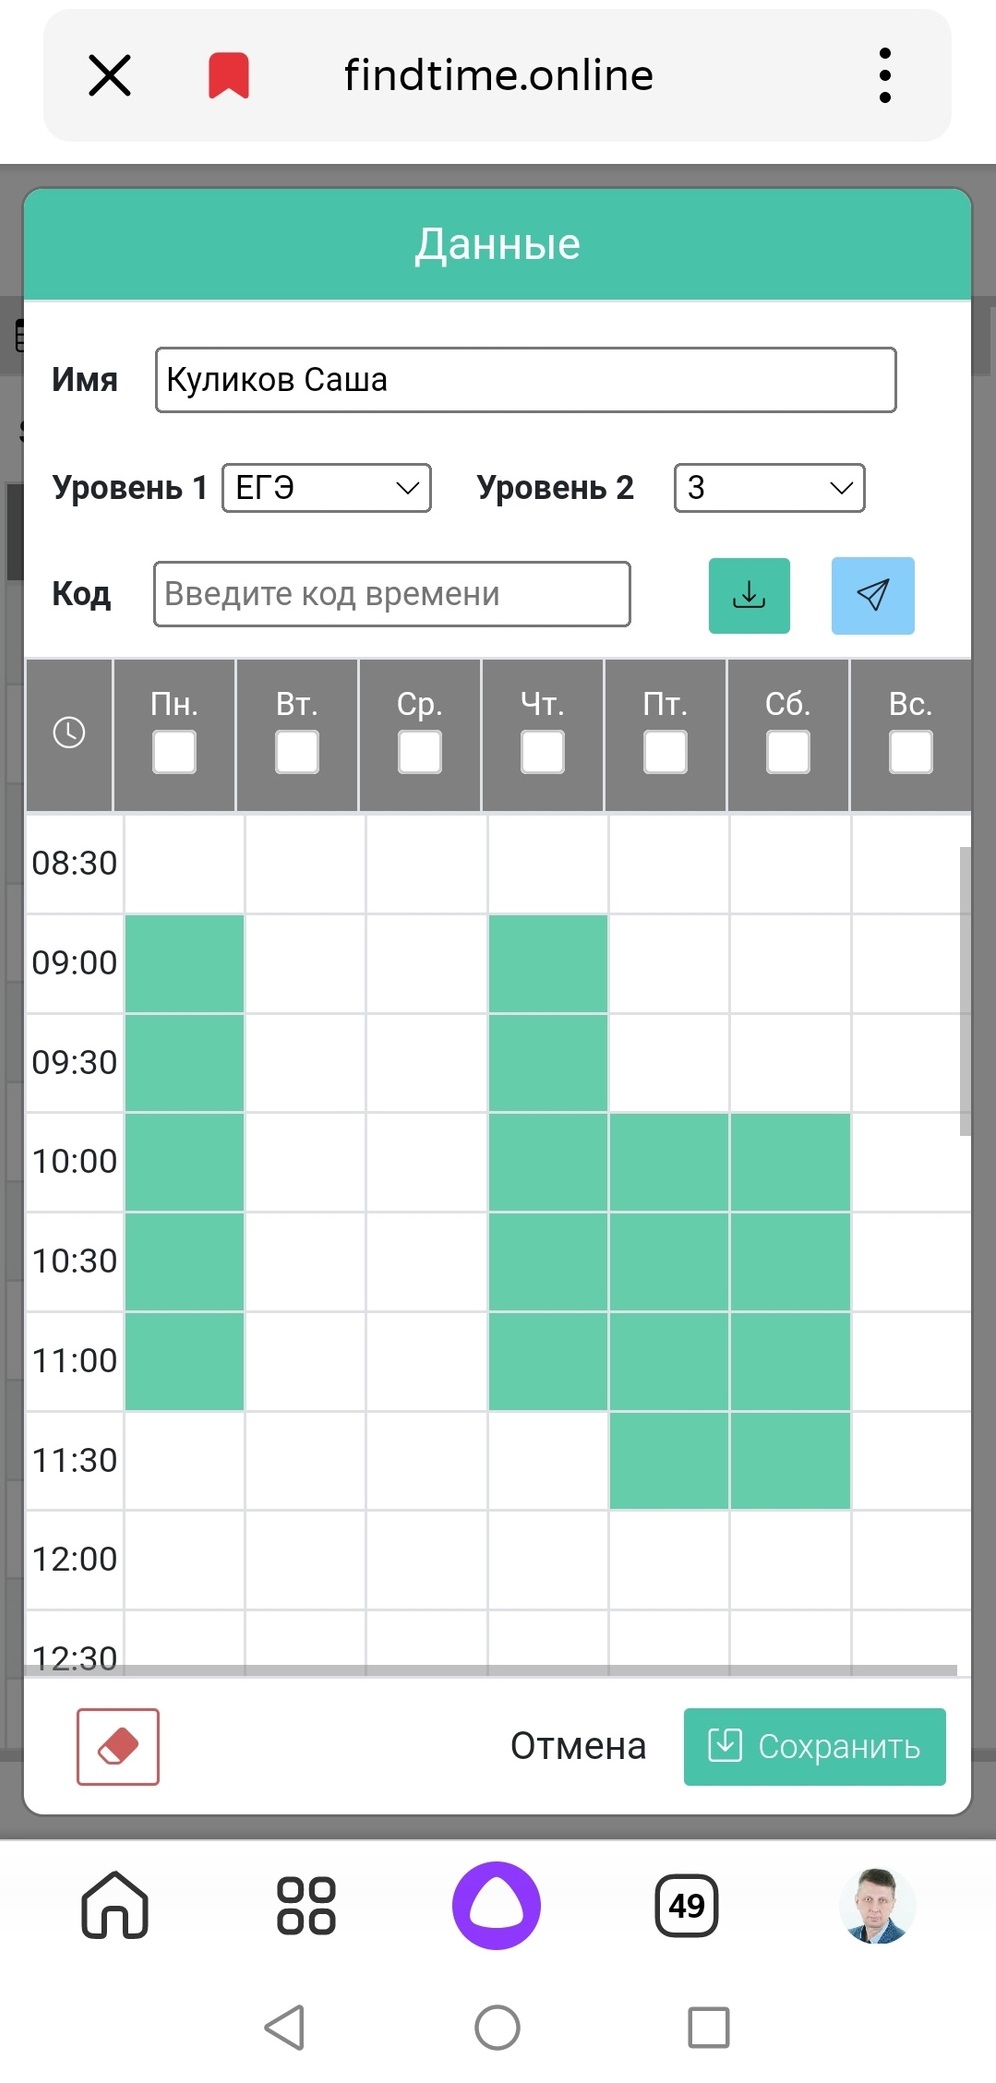 findtime.online
Данные
Имя Куликов Саша
Уровень 1 ЕГЭ Уровень 2 3
Код Введите код времени
Пн. Вт. Ср. Чт. Пт. Сб. Вс.
08:30
09:00
09:30
10:00
10:30
11:00
11:30
12:00
12:30
Отмена Сохранить
49